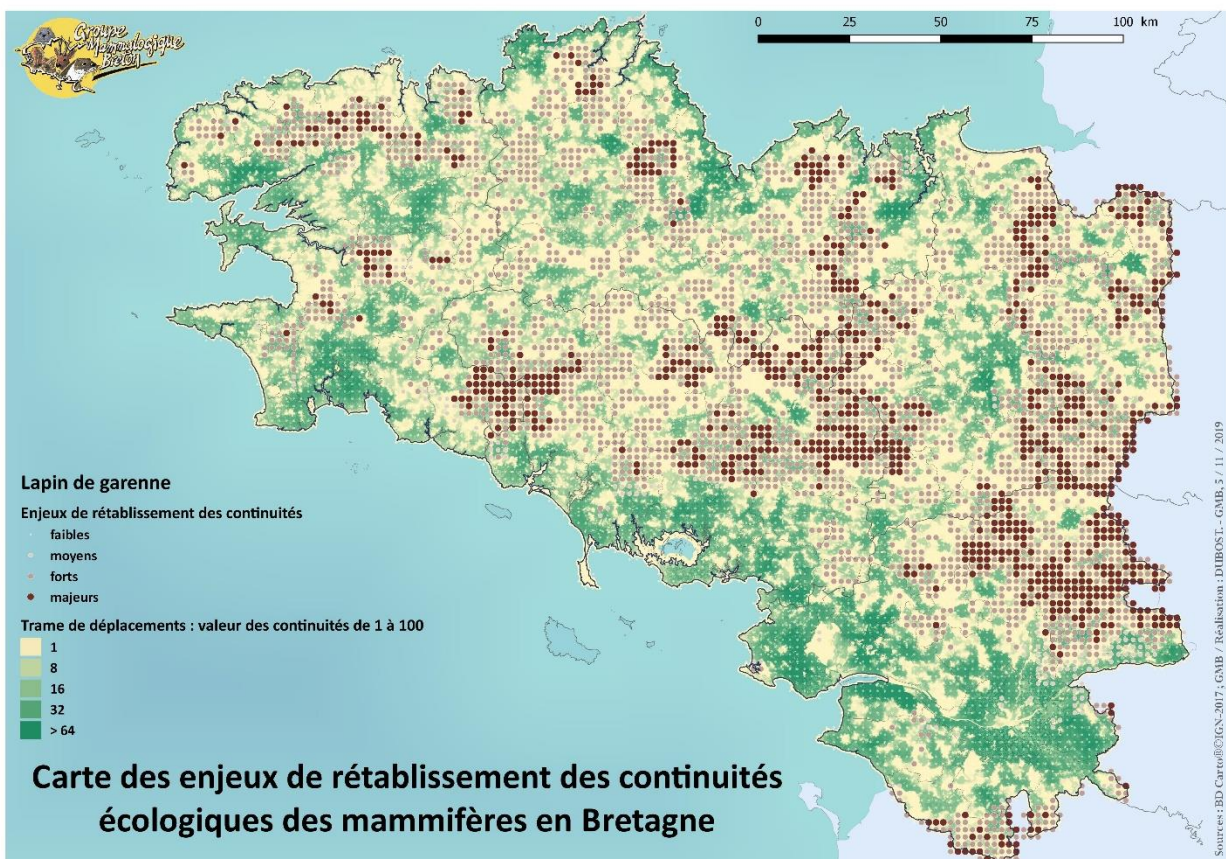 Groupe
Mammalogique
Breton
0 25 50 75 100 km
Lapin de garenne
Enjeux de rétablissement des continuités
faibles
moyens
forts
majeurs
Trame de déplacements : valeur des continuités de 1 à 100
1
8
16
32
> 64
Carte des enjeux de rétablissement des continuités
écologiques des mammifères en Bretagne
Sources : BD Carto®©IGN-2017 ; GMB / Réalisation : DUBOST. - GMB, 5 / 11 / 2019